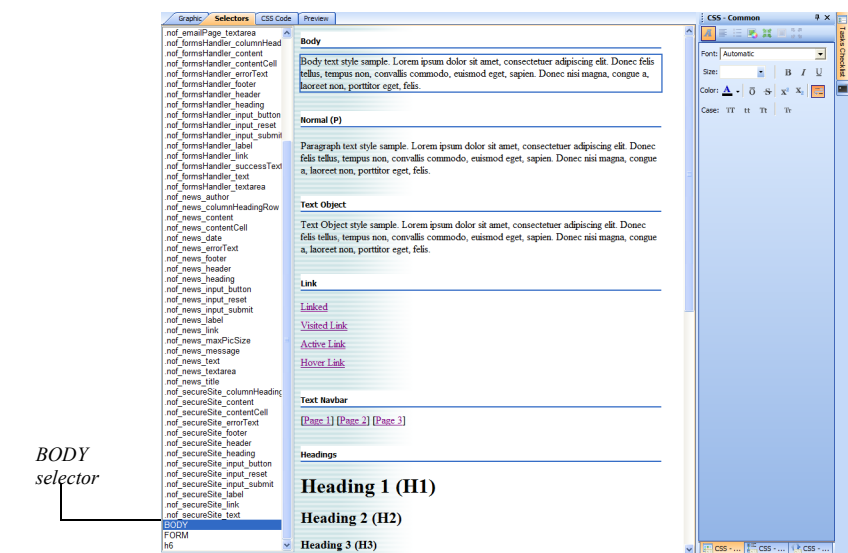 Graphic Selectors CSS Code Preview
.nof_emailPage_textarea
.nof_formsHandler_columnHead
.nof_formsHandler_content
.nof_formsHandler_contentCell
.nof_formsHandler_errorText
.nof_formsHandler_footer
.nof_formsHandler_header
.nof_formsHandler_heading
.nof_formsHandler_input_button
.nof_formsHandler_input_reset
.nof_formsHandler_input_submit
.nof_formsHandler_label
.nof_formsHandler_link
.nof_formsHandler_successText
.nof_formsHandler_text
.nof_formsHandler_textarea
.nof_news_author
.nof_news_columnHeadingRow
.nof_news_content
.nof_news_contentCell
.nof_news_date
.nof_news_errorText
.nof_news_footer
.nof_news_header
.nof_news_heading
.nof_news_input_button
.nof_news_input_reset
.nof_news_input_submit
.nof_news_label
.nof_news_link
.nof_news_maxPicSize
.nof_news_message
.nof_news_text
.nof_news_textarea
.nof_news_title
.nof_secureSite_columnHeading
.nof_secureSite_content
.nof_secureSite_contentCell
.nof_secureSite_errorText
.nof_secureSite_footer
.nof_secureSite_header
.nof_secureSite_heading
.nof_secureSite_input_button
.nof_secureSite_input_reset
.nof_secureSite_input_submit
.nof_secureSite_label
.nof_secureSite_link
.nof_secureSite_text
BODY
FORM
h6
BODY
selector
Body
Body text style sample. Lorem ipsum dolor sit amet, consectetuer adipiscing elit. Donec felis
tellus, tempus non, convallis commodo, euismod eget, sapien. Donec nisi magna, congue a,
laoreet non, porttitor eget, felis.
Normal (P)
Paragraph text style sample. Lorem ipsum dolor sit amet, consectetuer adipiscing elit. Donec
felis tellus, tempus non, convallis commodo, euismod eget, sapien. Donec nisi magna, congue
a, laoreet non, porttitor eget, felis.
Text Object
Text Object style sample. Lorem ipsum dolor sit amet, consectetuer adipiscing elit. Donec
felis tellus, tempus non, convallis commodo, euismod eget, sapien. Donec nisi magna, congue
a, laoreet non, porttitor eget, felis.
Link
Linked
Visited Link
Active Link
Hover Link
Text Navbar
[Page 1] [Page 2] [Page 3]
Headings
Heading 1 (H1)
Heading 2 (H2)
Heading 3 (H3)
CSS - Common
Font: Automatic
Size: B I U
Color: A O S X² X₂
Case: TT tt Tt Tr
CSS - ... CSS - ... CSS - ...
Tasks Checklist